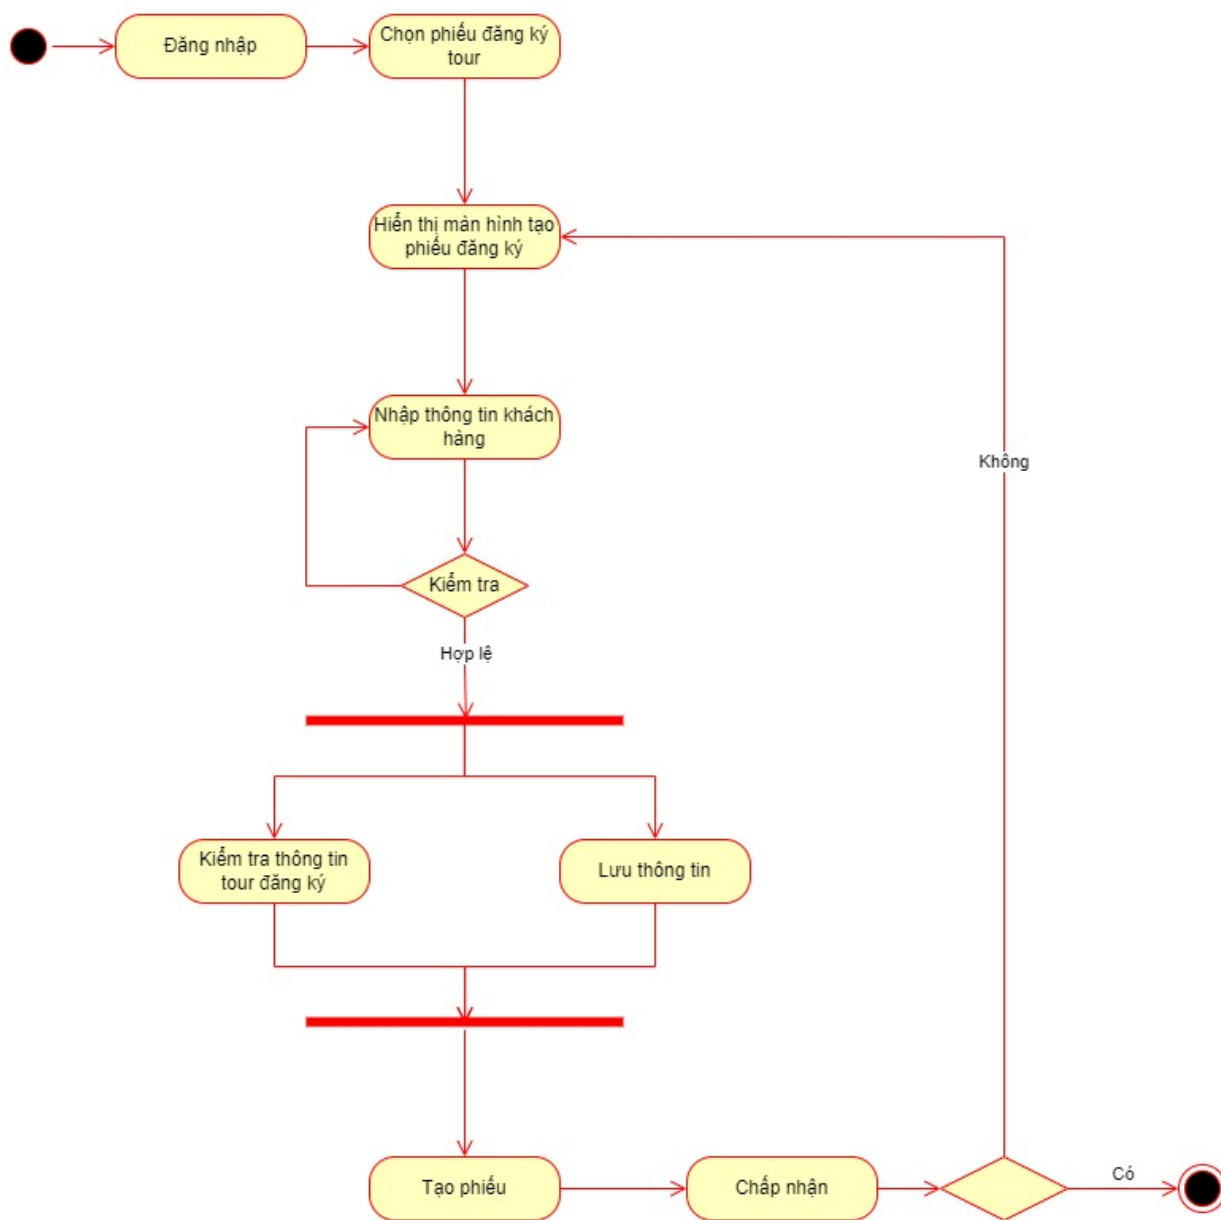 Đăng nhập
Chọn phiếu đăng ký
tour
Hiển thị màn hình tạo
phiếu đăng ký
Nhập thông tin khách
hàng
Không
Kiểm tra
Hợp lệ
Kiểm tra thông tin
tour đăng ký
Lưu thông tin
Tạo phiếu
Chấp nhận
Có